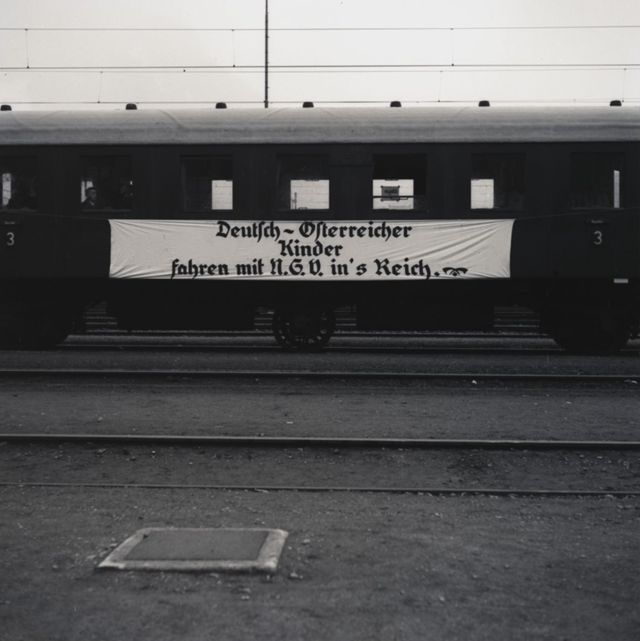 Deutsch - Österreicher
Kinder
fahren mit N.S.V. in's Reich.
3
3